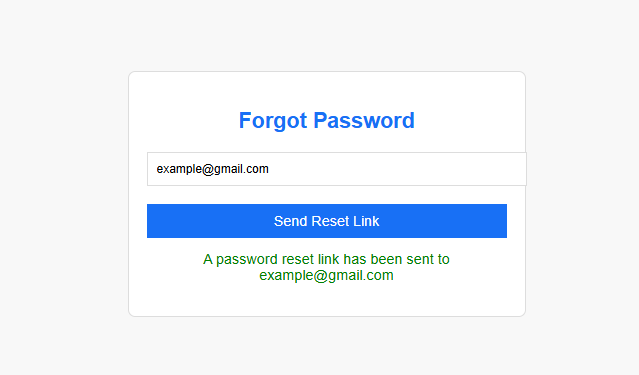 Forgot Password
example@gmail.com
Send Reset Link
A password reset link has been sent to
example@gmail.com